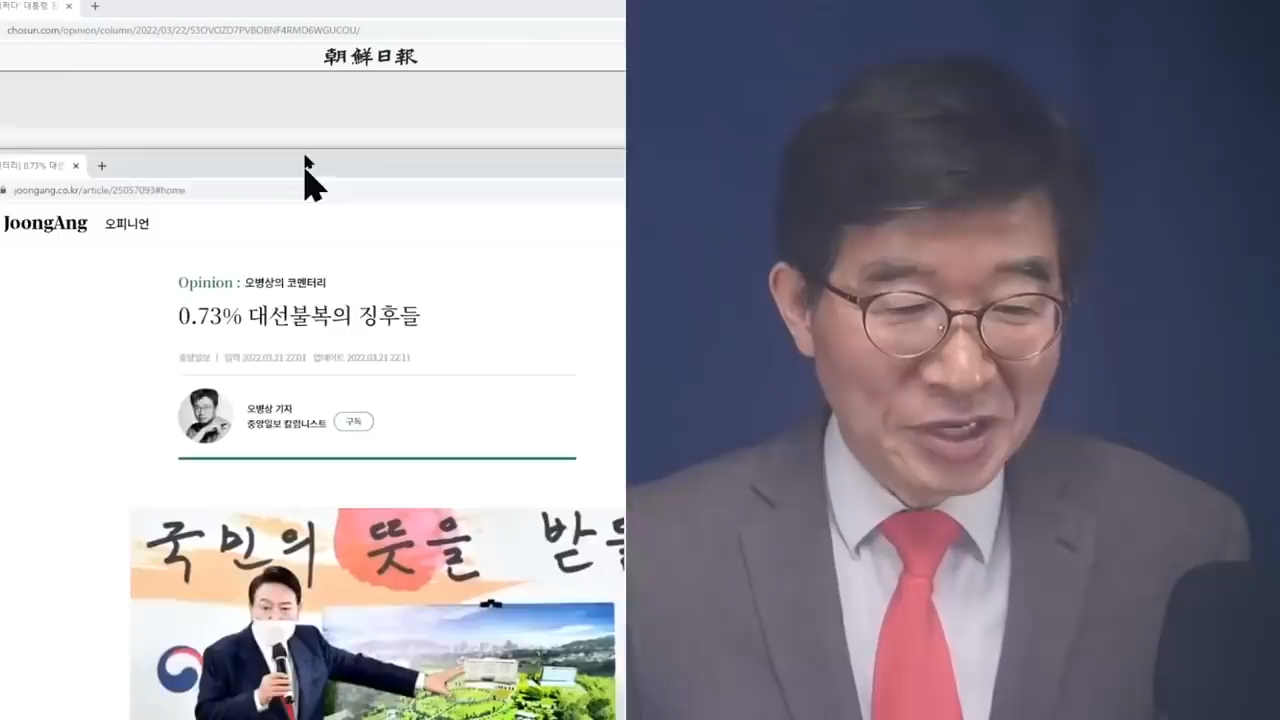 chosun.com/opinion/column/2022/03/22/53OVOZD7PVBOBNF4RMD6WGUCOU/
朝鮮日報
0.73% 대선
joongang.co.kr/article/25057093#home
JoongAng 오피니언
Opinion : 오병상의 코멘터리
0.73% 대선불복의 징후들
중앙일보 | 입력 2022.03.21 22:01 업데이트 2022.03.21 22:11
오병상 기자
중앙일보 칼럼니스트 구독
국민의 뜻을 받